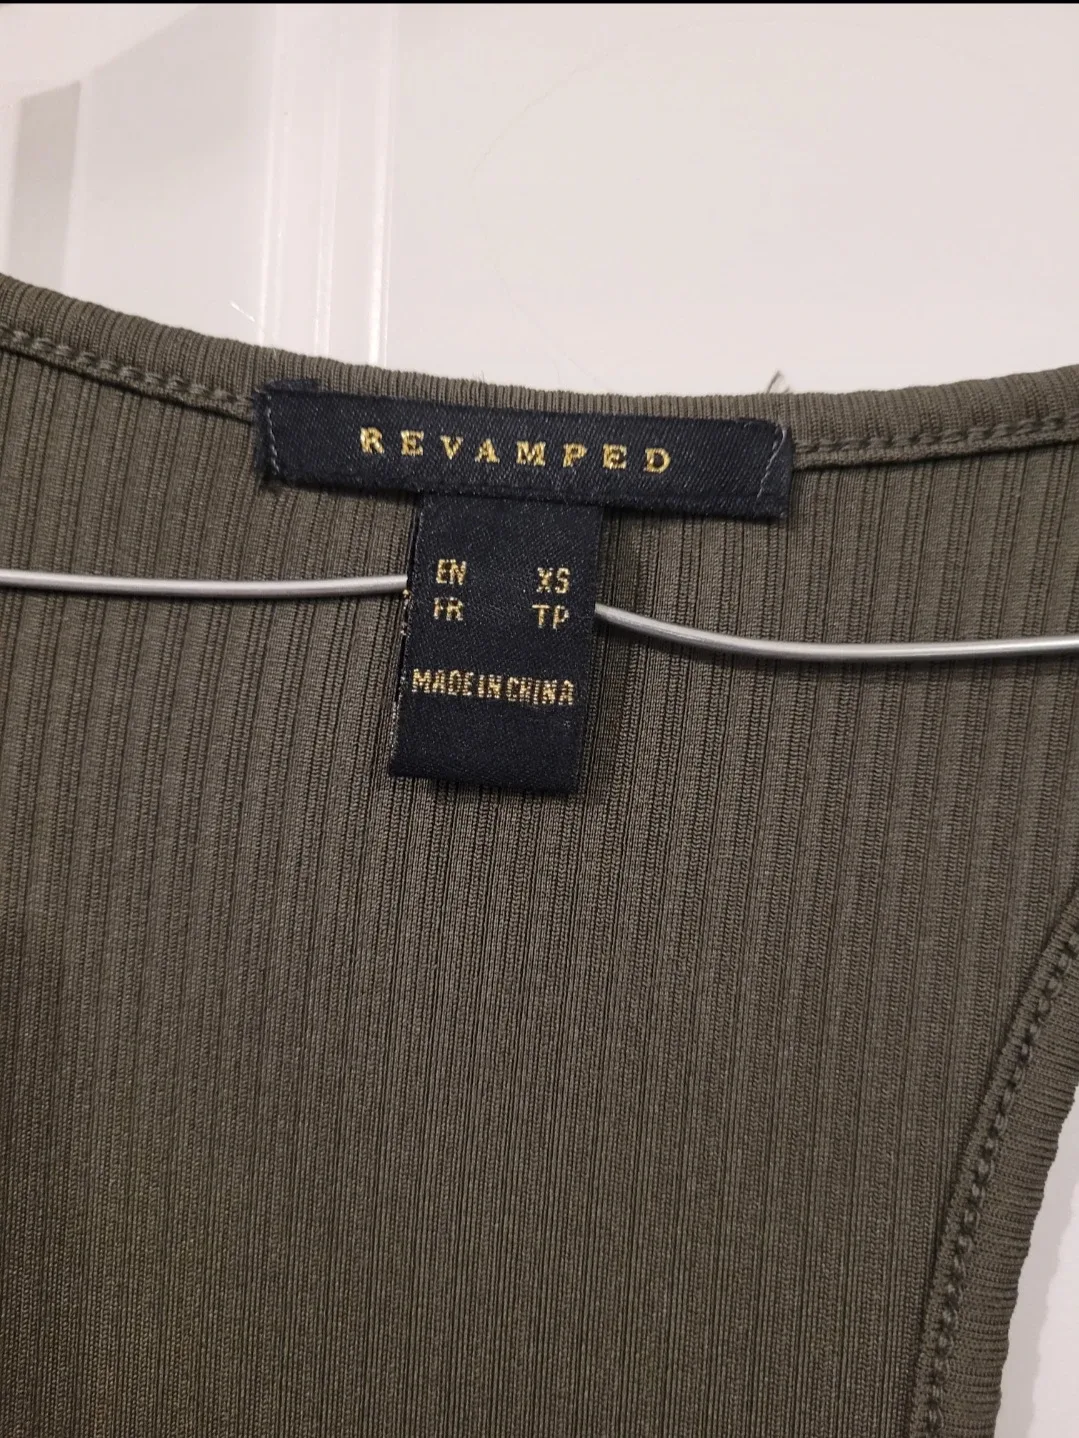 REVAMPED
EN XS
FR TP
MADE IN CHINA